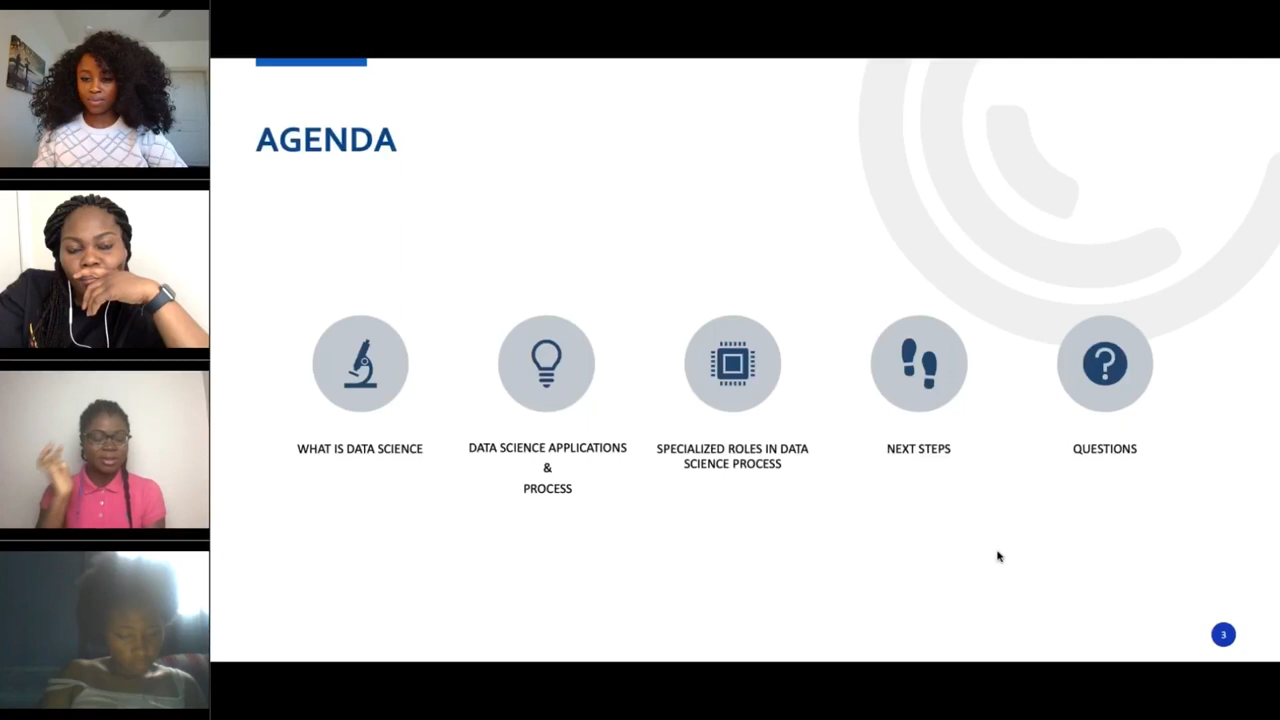 AGENDA
WHAT IS DATA SCIENCE
DATA SCIENCE APPLICATIONS
&
PROCESS
SPECIALIZED ROLES IN DATA
SCIENCE PROCESS
NEXT STEPS
QUESTIONS
3